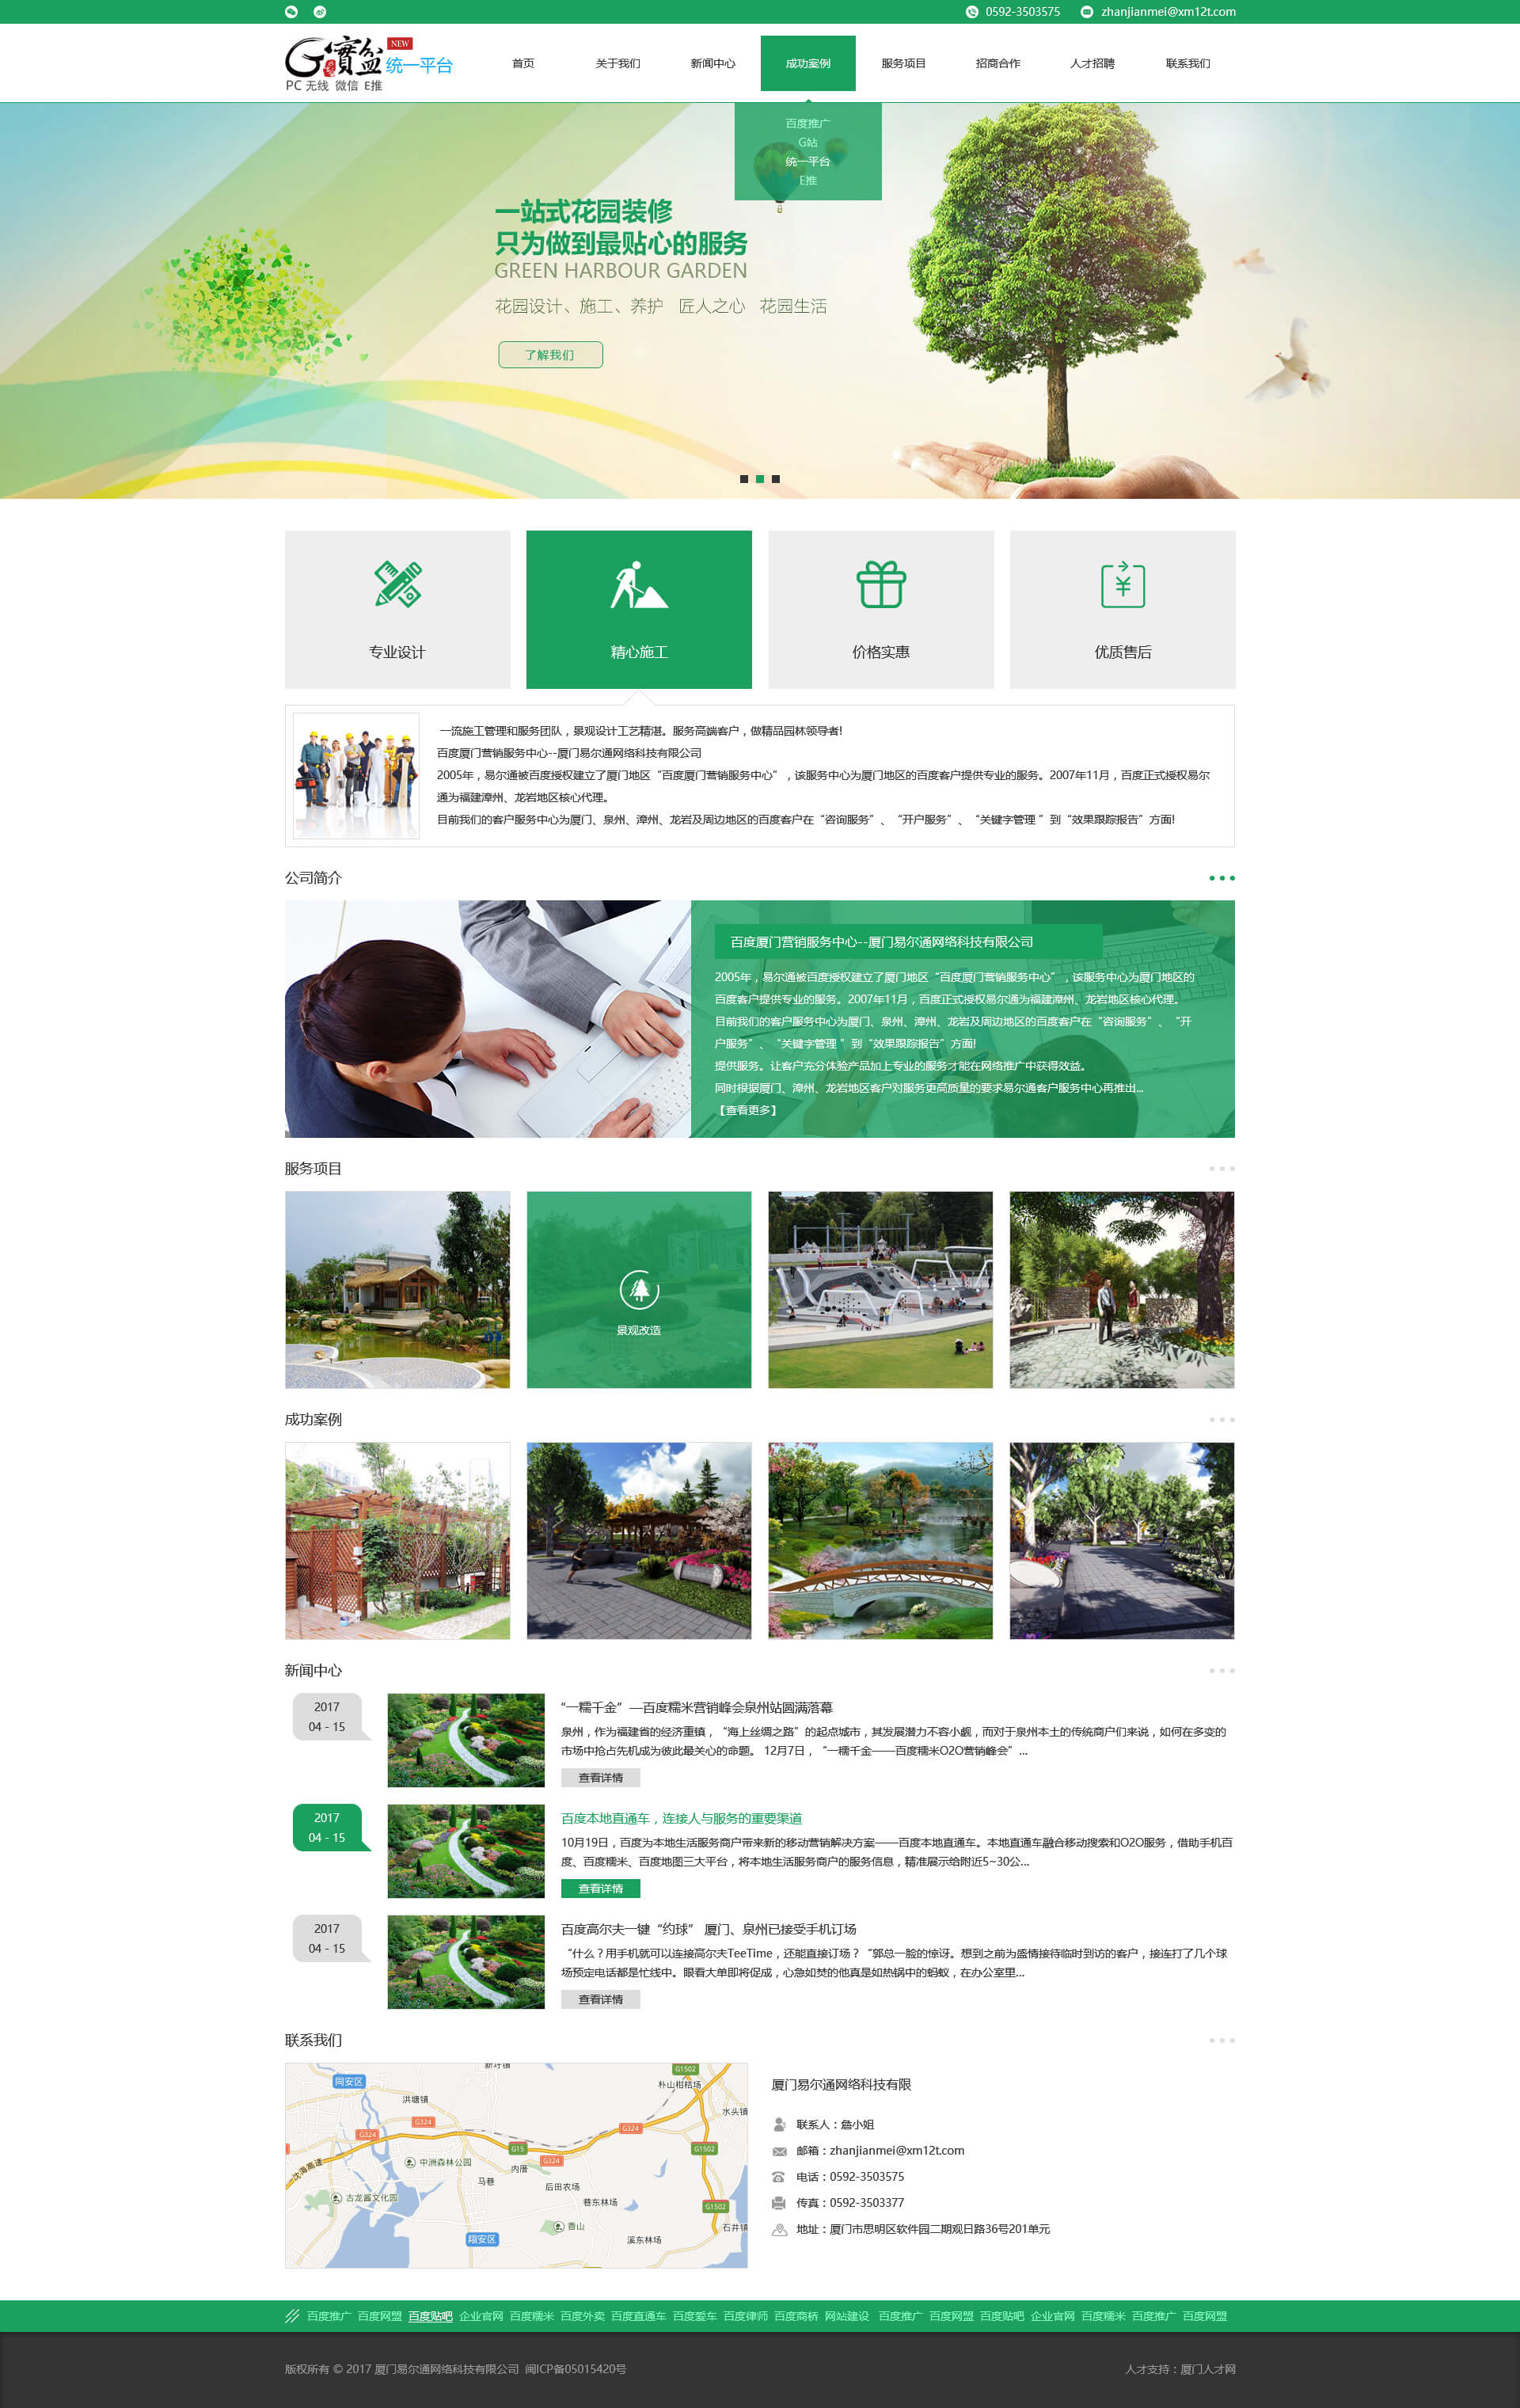 0592-3503575
zhanjianmei@xm12t.com
G寶盆
NEW
统一平台
PC 无线 微信 E推
首页
关于我们
新闻中心
成功案例
服务项目
招商合作
人才招聘
联系我们
百度推广
G站
统一平台
E推
一站式花园装修
只为做到最贴心的服务
GREEN HARBOUR GARDEN
花园设计、施工、养护 匠人之心 花园生活
了解我们
专业设计
精心施工
价格实惠
优质售后
一流施工管理和服务团队，景观设计工艺精湛。服务高端客户，做精品园林领导者!
百度厦门营销服务中心--厦门易尔通网络科技有限公司
2005年，易尔通被百度授权建立了厦门地区“百度厦门营销服务中心”，该服务中心为厦门地区的百度客户提供专业的服务。2007年11月，百度正式授权易尔
通为福建漳州、龙岩地区核心代理。
目前我们的客户服务中心为厦门、泉州、漳州、龙岩及周边地区的百度客户在“咨询服务”、“开户服务”、“关键字管理 ”到“效果跟踪报告”方面!
公司简介
百度厦门营销服务中心--厦门易尔通网络科技有限公司
2005年，易尔通被百度授权建立了厦门地区“百度厦门营销服务中心”，该服务中心为厦门地区的
百度客户提供专业的服务。2007年11月，百度正式授权易尔通为福建漳州、龙岩地区核心代理。
目前我们的客户服务中心为厦门、泉州、漳州、龙岩及周边地区的百度客户在“咨询服务”、“开
户服务”、“关键字管理 ”到“效果跟踪报告”方面!
提供服务。让客户充分体验产品加上专业的服务才能在网络推广中获得效益。
同时根据厦门、漳州、龙岩地区客户对服务更高质量的要求易尔通客户服务中心再推出...
【查看更多】
服务项目
景观改造
成功案例
新闻中心
2017
04 - 15
“一糯千金”—百度糯米营销峰会泉州站圆满落幕
泉州，作为福建省的经济重镇，“海上丝绸之路”的起点城市，其发展潜力不容小觑，而对于泉州本土的传统商户们来说，如何在多变的
市场中抢占先机成为彼此最关心的命题。 12月7日，“一糯千金——百度糯米O2O营销峰会”...
查看详情
2017
04 - 15
百度本地直通车，连接人与服务的重要渠道
10月19日，百度为本地生活服务商户带来新的移动营销解决方案——百度本地直通车。本地直通车融合移动搜索和O2O服务，借助手机百
度、百度糯米、百度地图三大平台，将本地生活服务商户的服务信息，精准展示给附近5~30公...
查看详情
2017
04 - 15
百度高尔夫一键“约球” 厦门、泉州已接受手机订场
“什么？用手机就可以连接高尔夫TeeTime，还能直接订场？“郭总一脸的惊讶。想到之前为盛情接待临时到访的客户，接连打了几个球
场预定电话都是忙线中。眼看大单即将促成，心急如焚的他真是如热锅中的蚂蚁，在办公室里...
查看详情
联系我们
新圩镇
G1502
同安区
朴山柑桔场
洪塘镇
水头镇
G324
G324
G324
G15
G324
G1502
中洲森林公园
内厝
沈海高速
马巷
后田农场
古龙酱文化园
巷东林场
G1502
香山
石井镇
翔安区
溪东林场
厦门易尔通网络科技有限
联系人：詹小姐
邮箱：zhanjianmei@xm12t.com
电话：0592-3503575
传真：0592-3503377
地址：厦门市思明区软件园二期观日路36号201单元
百度推广 百度网盟 百度贴吧 企业官网 百度糯米 百度外卖 百度直通车 百度爱车 百度律师 百度商桥 网站建设 百度推广 百度网盟 百度贴吧 企业官网 百度糯米 百度推广 百度网盟
版权所有 © 2017 厦门易尔通网络科技有限公司 闽ICP备05015420号
人才支持：厦门人才网